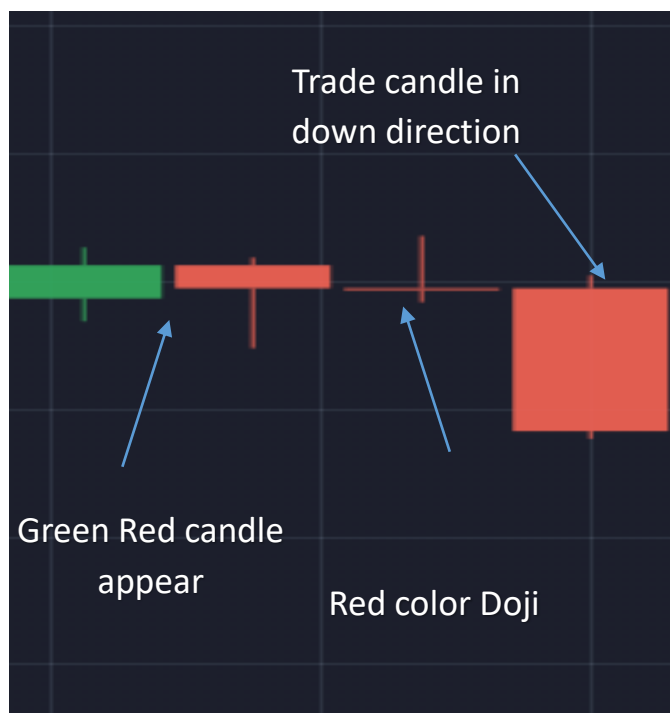 Trade candle in
down direction
Green Red candle
appear
Red color Doji